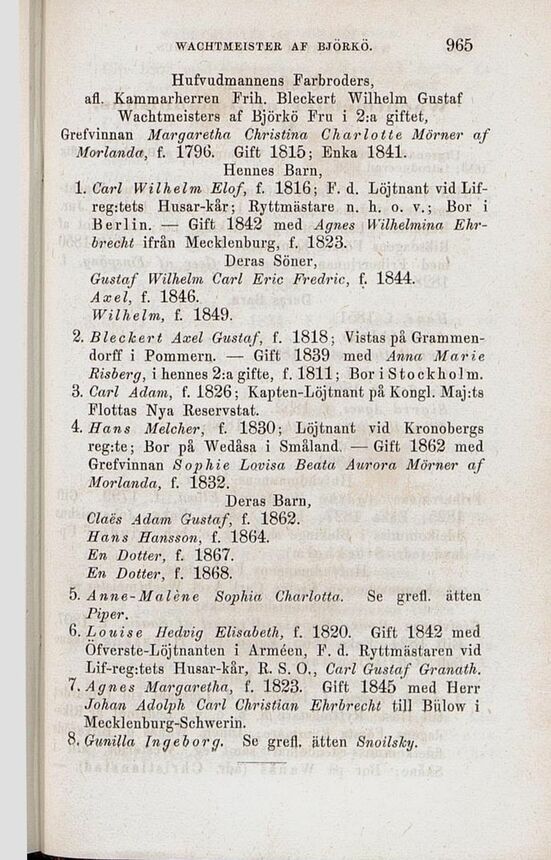 WACHTMEISTER AF BJÖRKÖ. 965
Hufvudmannens Farbroders,
afl. Kammarherren Frih. Bleckert Wilhelm Gustaf
Wachtmeisters af Björkö Fru i 2:a giftet,
Grefvinnan Margaretha Christina Charlotte Mörner af
Morlanda, f. 1796. Gift 1815; Enka 1841.
Hennes Barn,
1. Carl Wilhelm Elof, f. 1816; F. d. Löjtnant vid Lif-
reg:tets Husar-kår; Ryttmästare n. h. o. v.; Bor i
Berlin. — Gift 1842 med Agnes Wilhelmina Ehr-
brecht ifrån Mecklenburg, f. 1823.
Deras Söner,
Gustaf Wilhelm Carl Eric Fredric, f. 1844.
Axel, f. 1846.
Wilhelm, f. 1849.
2. Bleckert Axel Gustaf, f. 1818; Vistas på Grammen-
dorff i Pommern. — Gift 1839 med Anna Marie
Risberg, i hennes 2:a gifte, f. 1811; Bor i Stockholm.
3. Carl Adam, f. 1826; Kapten-Löjtnant på Kongl. Maj:ts
Flottas Nya Reservstat.
4. Hans Melcher, f. 1830; Löjtnant vid Kronobergs
reg:te; Bor på Wedåsa i Småland. — Gift 1862 med
Grefvinnan Sophie Lovisa Beata Aurora Mörner af
Morlanda, f. 1832.
Deras Barn,
Claës Adam Gustaf, f. 1862.
Hans Hansson, f. 1864.
En Dotter, f. 1867.
En Dotter, f. 1868.
5. Anne-Malène Sophia Charlotta. Se grefl. ätten
Piper.
6. Louise Hedvig Elisabeth, f. 1820. Gift 1842 med
Öfverste-Löjtnanten i Arméen, F. d. Ryttmästaren vid
Lif-reg:tets Husar-kår, R. S. O., Carl Gustaf Granath.
7. Agnes Margaretha, f. 1823. Gift 1845 med Herr
Johan Adolph Carl Christian Ehrbrecht till Bülow i
Mecklenburg-Schwerin.
8. Gunilla Ingeborg. Se grefl. ätten Snoilsky.